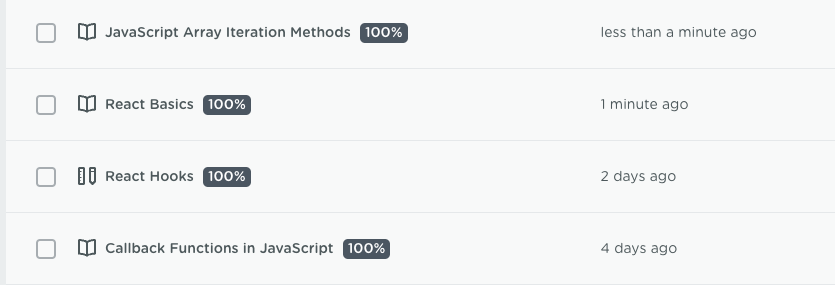 JavaScript Array Iteration Methods 100% less than a minute ago
React Basics 100% 1 minute ago
React Hooks 100% 2 days ago
Callback Functions in JavaScript 100% 4 days ago